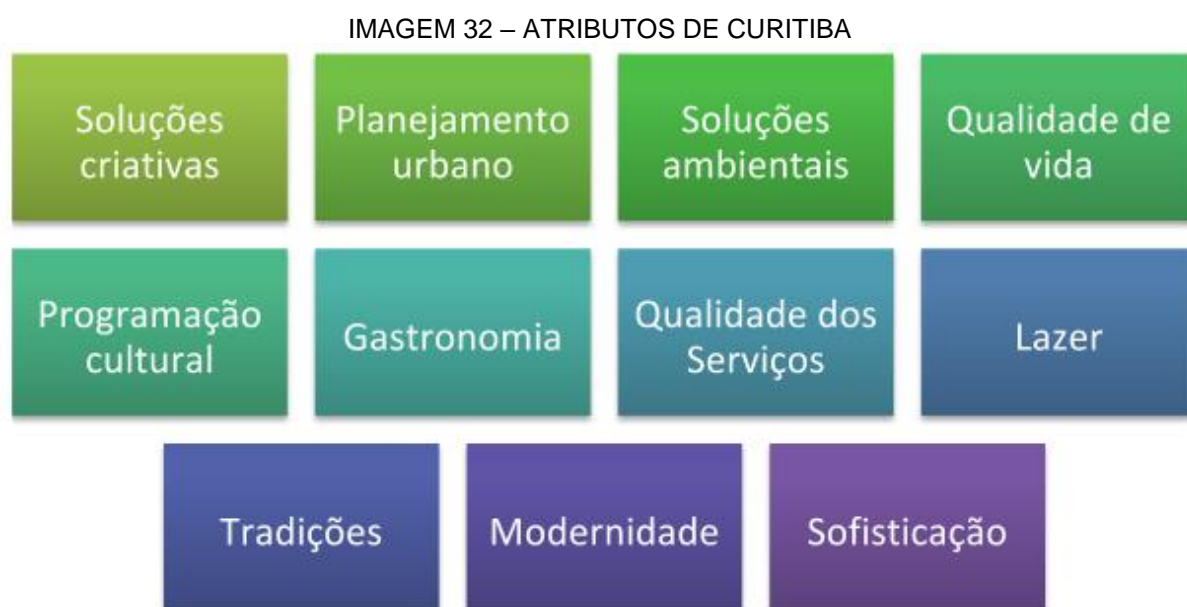 IMAGEM 32 – ATRIBUTOS DE CURITIBA
Soluções
criativas
Planejamento
urbano
Soluções
ambientais
Qualidade de
vida
Programação
cultural
Gastronomia
Qualidade dos
Serviços
Lazer
Tradições
Modernidade
Sofisticação